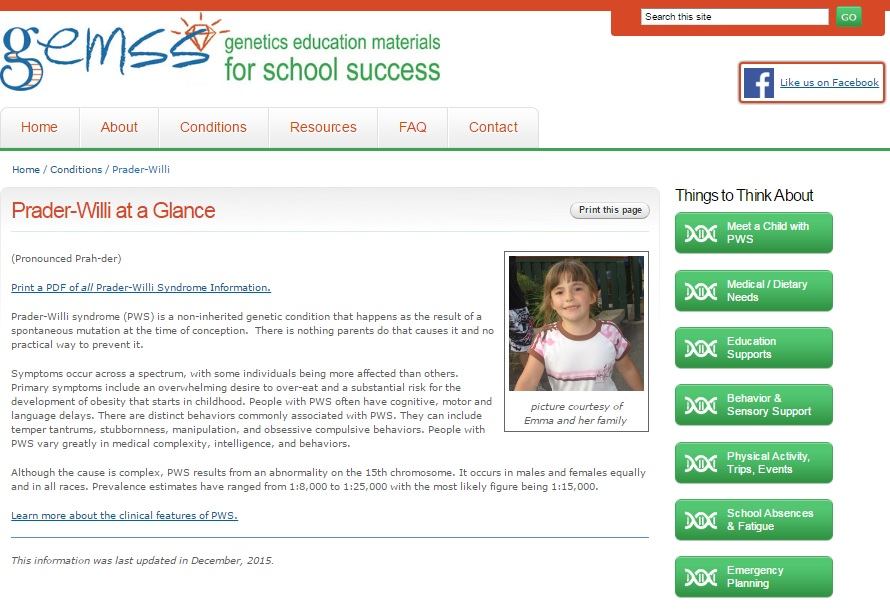 Search this site
GO
gemss
genetics education materials
for school success
Like us on Facebook
Home
About
Conditions
Resources
FAQ
Contact
Home / Conditions / Prader-Willi
Prader-Willi at a Glance
Print this page
(Pronounced Prah-der)
Print a PDF of all Prader-Willi Syndrome Information.
Prader-Willi syndrome (PWS) is a non-inherited genetic condition that happens as the result of a
spontaneous mutation at the time of conception.  There is nothing parents do that causes it and no
practical way to prevent it.
Symptoms occur across a spectrum, with some individuals being more affected than others.
Primary symptoms include an overwhelming desire to over-eat and a substantial risk for the
development of obesity that starts in childhood. People with PWS often have cognitive, motor and
language delays. There are distinct behaviors commonly associated with PWS. They can include
temper tantrums, stubbornness, manipulation, and obsessive compulsive behaviors. People with
PWS vary greatly in medical complexity, intelligence, and behaviors.
picture courtesy of
Emma and her family
Although the cause is complex, PWS results from an abnormality on the 15th chromosome. It occurs in males and females equally
and in all races. Prevalence estimates have ranged from 1:8,000 to 1:25,000 with the most likely figure being 1:15,000.
Learn more about the clinical features of PWS.
This information was last updated in December, 2015.
Things to Think About
Meet a Child with
PWS
Medical / Dietary
Needs
Education
Supports
Behavior &
Sensory Support
Physical Activity,
Trips, Events
School Absences
& Fatigue
Emergency
Planning